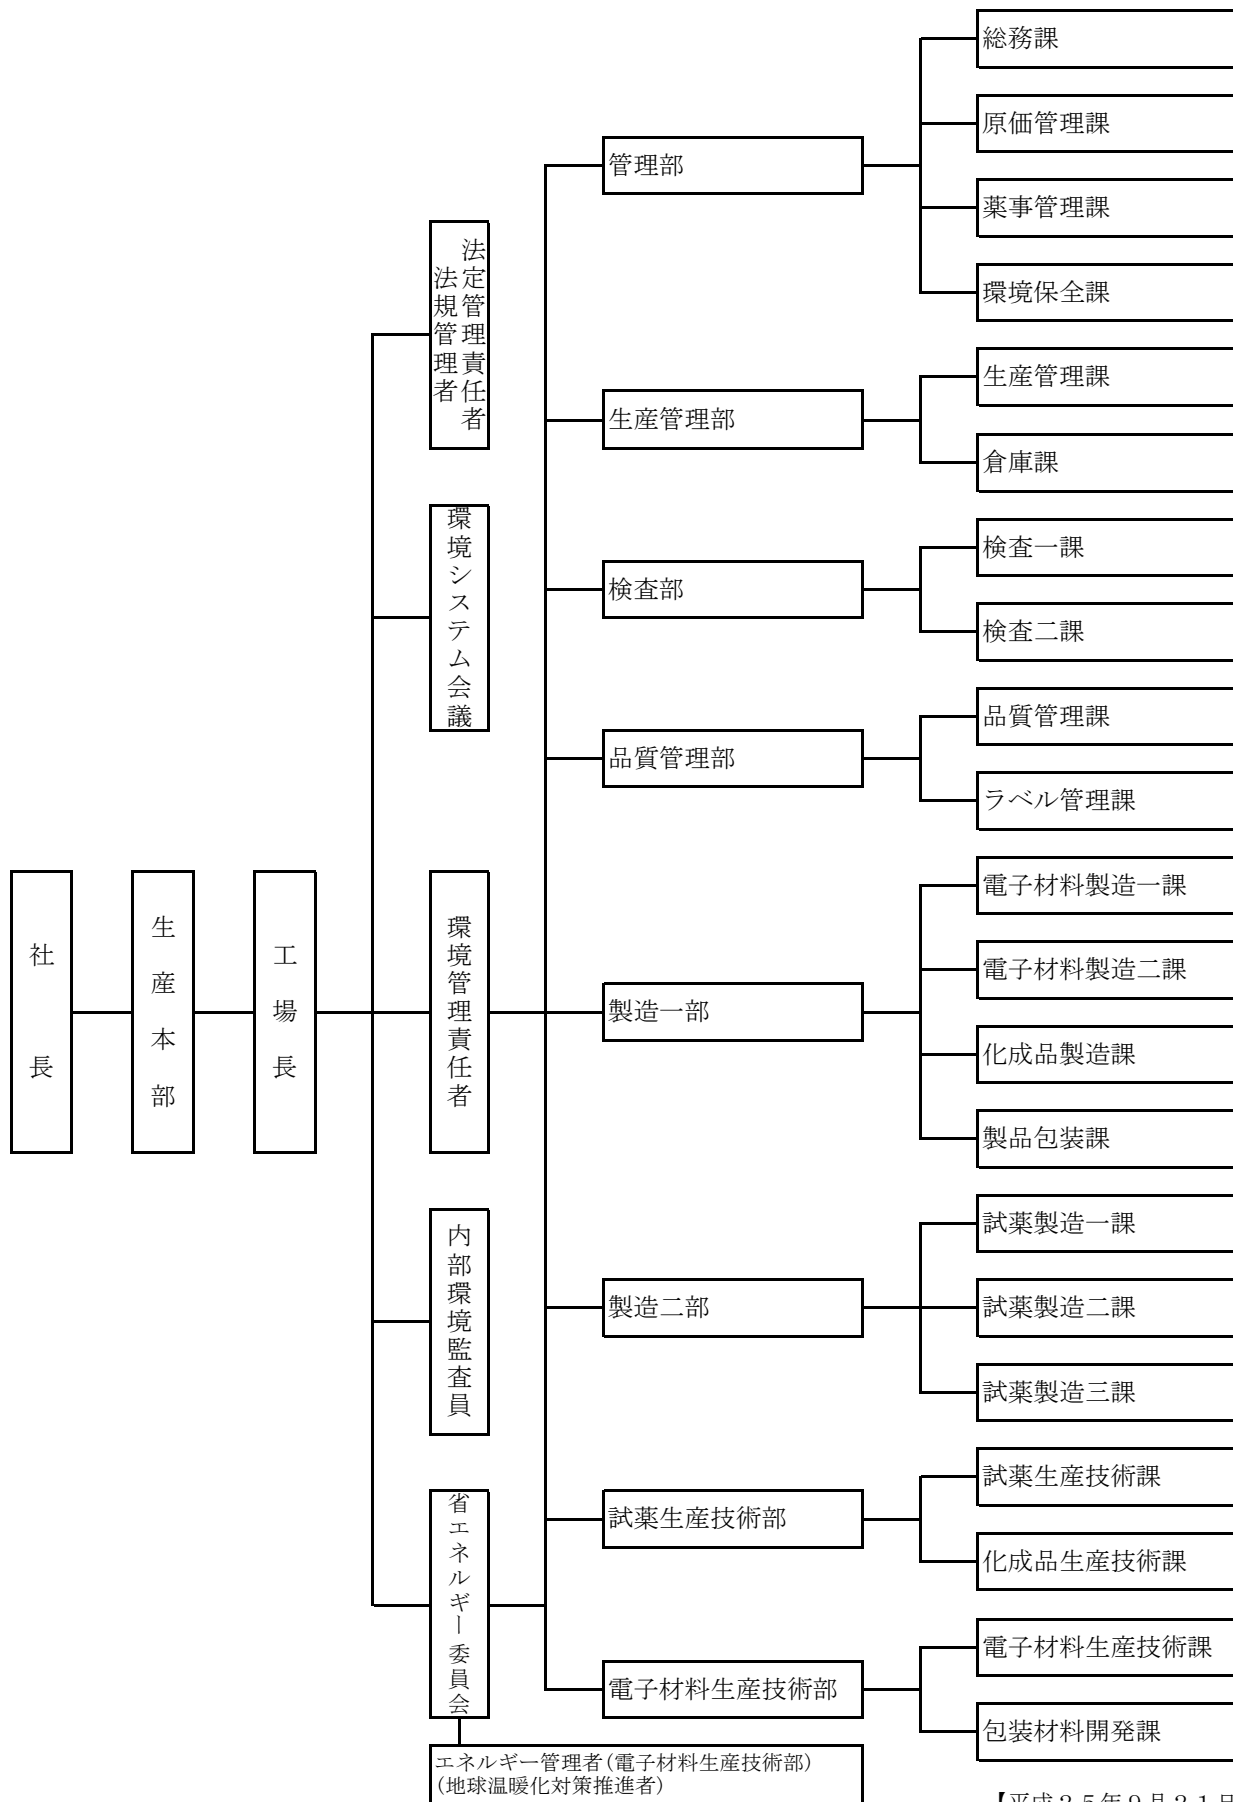 社長
生産本部
工場長
法定管理責任者
法規管理者
環境システム会議
環境管理責任者
内部環境監査員
省エネルギー委員会
エネルギー管理者(電子材料生産技術部)
(地球温暖化対策推進者)
管理部
総務課
原価管理課
薬事管理課
環境保全課
生産管理部
生産管理課
倉庫課
検査部
検査一課
検査二課
品質管理部
品質管理課
ラベル管理課
製造一部
電子材料製造一課
電子材料製造二課
化成品製造課
製品包装課
製造二部
試薬製造一課
試薬製造二課
試薬製造三課
試薬生産技術部
試薬生産技術課
化成品生産技術課
電子材料生産技術部
電子材料生産技術課
包装材料開発課
【平成25年9月21日